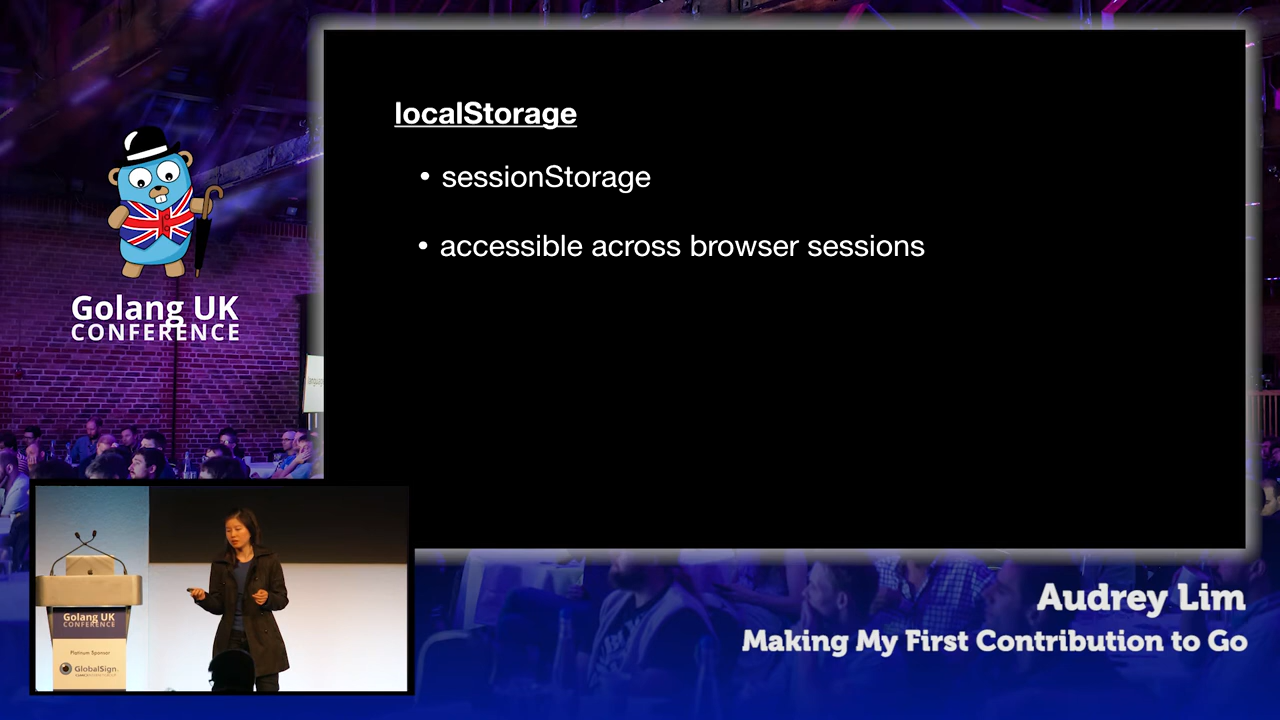 localStorage
• sessionStorage
• accessible across browser sessions
Golang UK
CONFERENCE
Golang UK
CONFERENCE
Platinum Sponsor
GlobalSign
Audrey Lim
Making My First Contribution to Go